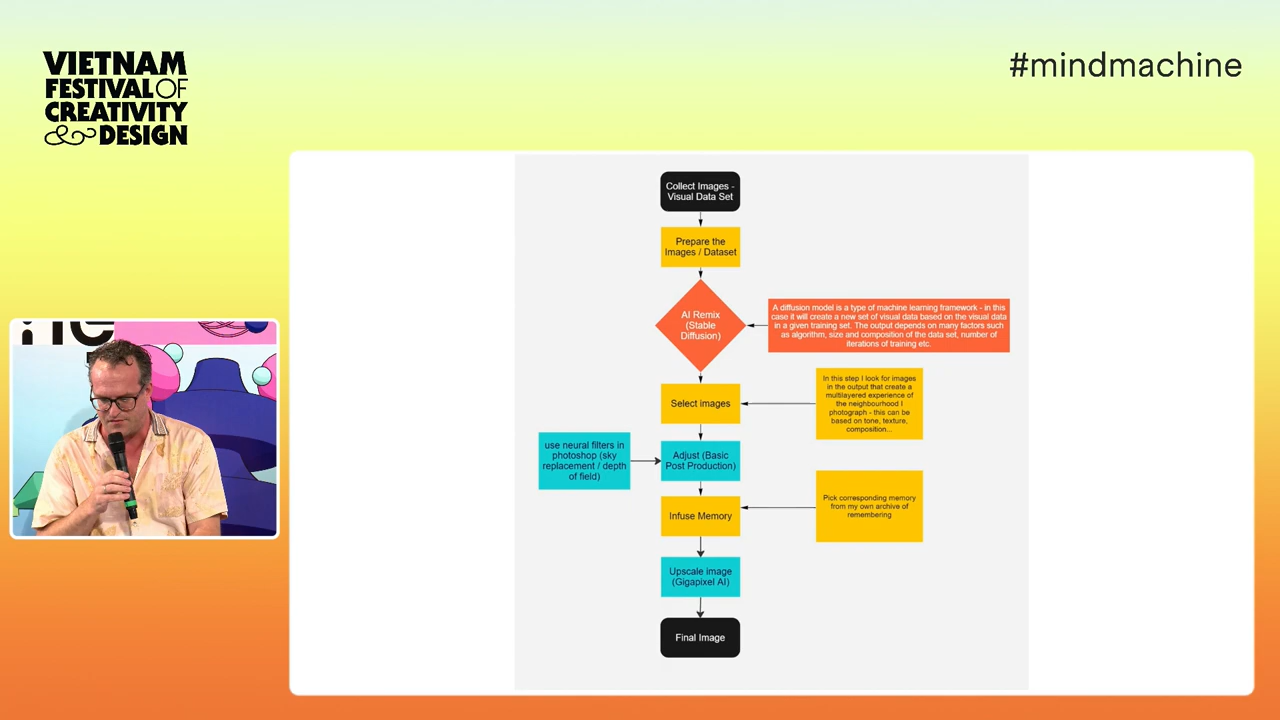 VIETNAM
FESTIVAL OF
CREATIVITY
& DESIGN
#mindmachine
Collect Images -
Visual Data Set
Prepare the
Images / Dataset
AI Remix
(Stable
Diffusion)
A diffusion model is a type of machine learning framework - in this
case it will create a new set of visual data based on the visual data
in a given training set. The output depends on many factors such
as algorithm, size and composition of the data set, number of
iterations of training etc.
Select images
In this step I look for images
in the output that create a
multilayered experience of
the neighbourhood I
photograph - this can be
based on tone, texture,
composition...
use neural filters in
photoshop (sky
replacement / depth
of field)
Adjust (Basic
Post Production)
Infuse Memory
Pick corresponding memory
from my own archive of
remembering
Upscale image
(Gigapixel AI)
Final Image